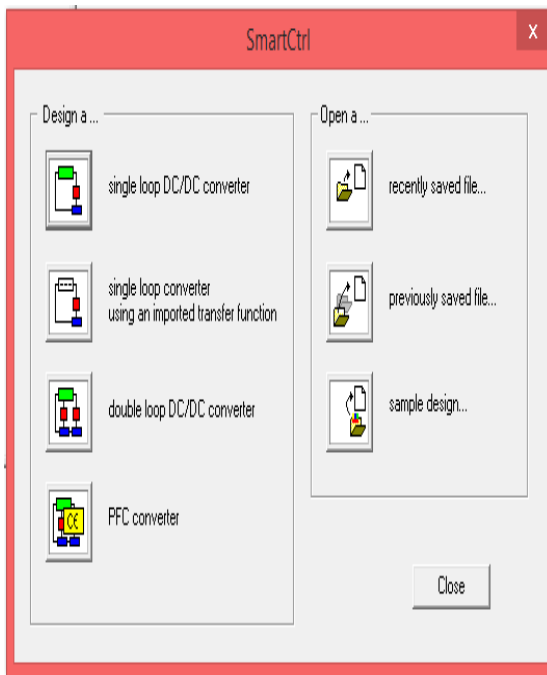 SmartCtrl
x
Design a ...
single loop DC/DC converter
single loop converter
using an imported transfer function
double loop DC/DC converter
CE
PFC converter
Open a ...
recently saved file...
previously saved file...
sample design...
Close